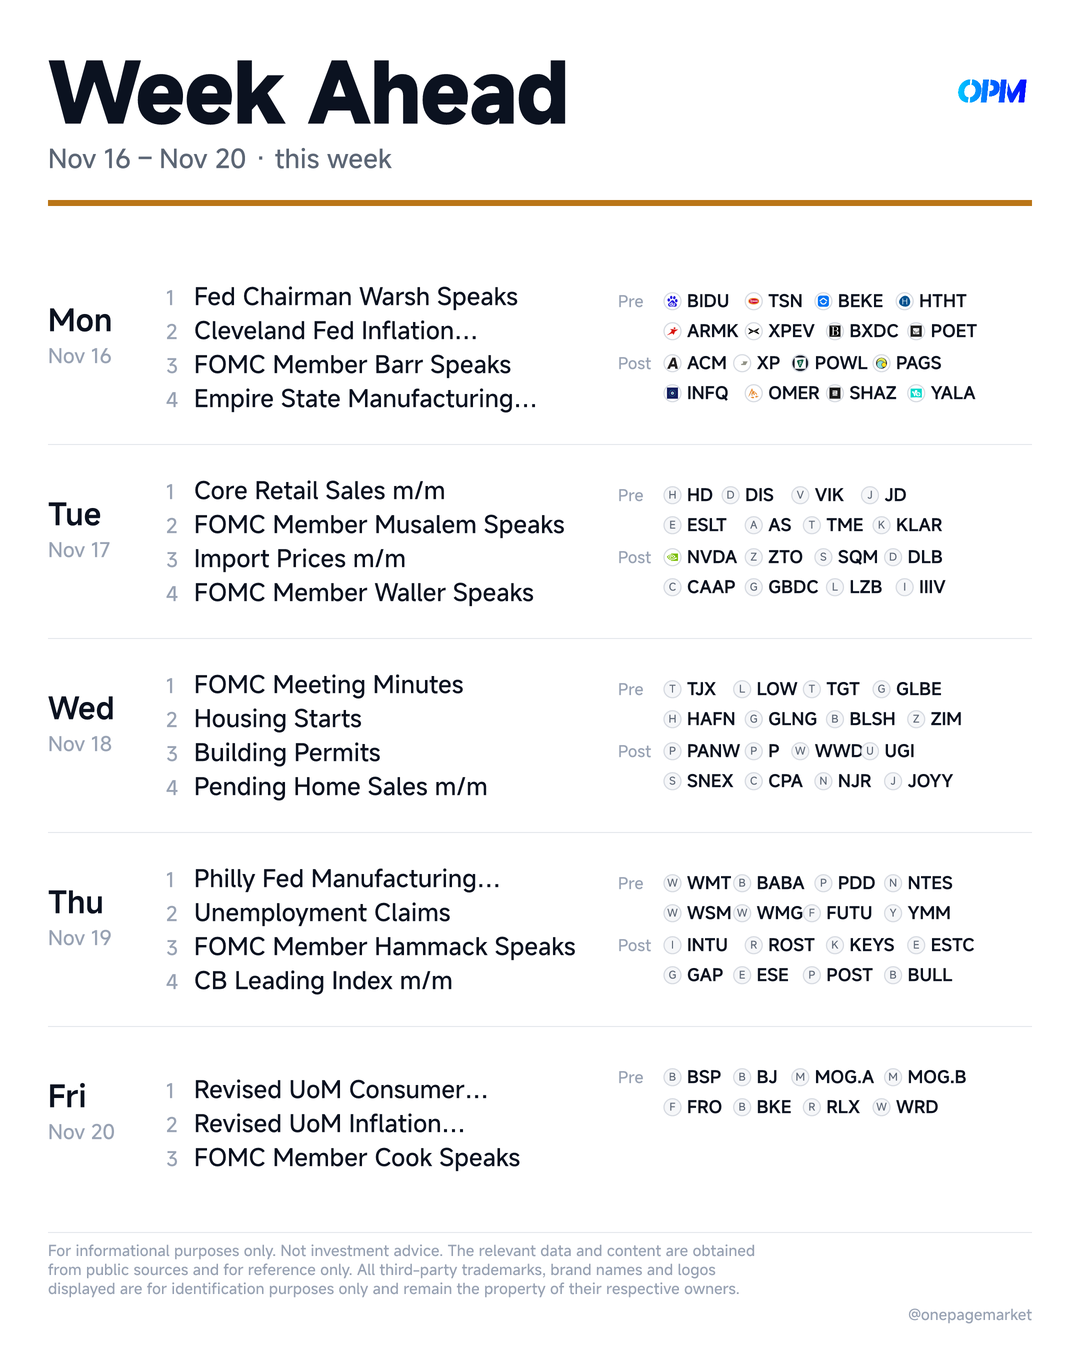 Week Ahead
OPM
Nov 16 – Nov 20 · this week
Mon
Nov 16
1 Fed Chairman Warsh Speaks
2 Cleveland Fed Inflation...
3 FOMC Member Barr Speaks
4 Empire State Manufacturing...
Pre BIDU TSN BEKE HTHT
ARMK XPEV BXDC POET
Post ACM XP POWL PAGS
INFQ OMER SHAZ YALA
Tue
Nov 17
1 Core Retail Sales m/m
2 FOMC Member Musalem Speaks
3 Import Prices m/m
4 FOMC Member Waller Speaks
Pre H HD D DIS V VIK J JD
E ESLT A AS T TME K KLAR
Post NVDA Z ZTO S SQM D DLB
C CAAP G GBDC L LZB I IIIV
Wed
Nov 18
1 FOMC Meeting Minutes
2 Housing Starts
3 Building Permits
4 Pending Home Sales m/m
Pre T TJX L LOW T TGT G GLBE
H HAFN G GLNG B BLSH Z ZIM
Post P PANW P P W WWD U UGI
S SNEX C CPA N NJR J JOYY
Thu
Nov 19
1 Philly Fed Manufacturing...
2 Unemployment Claims
3 FOMC Member Hammack Speaks
4 CB Leading Index m/m
Pre W WMT B BABA P PDD N NTES
W WSM W WMG F FUTU Y YMM
Post I INTU R ROST K KEYS E ESTC
G GAP E ESE P POST B BULL
Fri
Nov 20
1 Revised UoM Consumer...
2 Revised UoM Inflation...
3 FOMC Member Cook Speaks
Pre B BSP B BJ M MOG.A M MOG.B
F FRO B BKE R RLX W WRD
For informational purposes only. Not investment advice. The relevant data and content are obtained
from public sources and for reference only. All third-party trademarks, brand names and logos
displayed are for identification purposes only and remain the property of their respective owners.
@onepagemarket